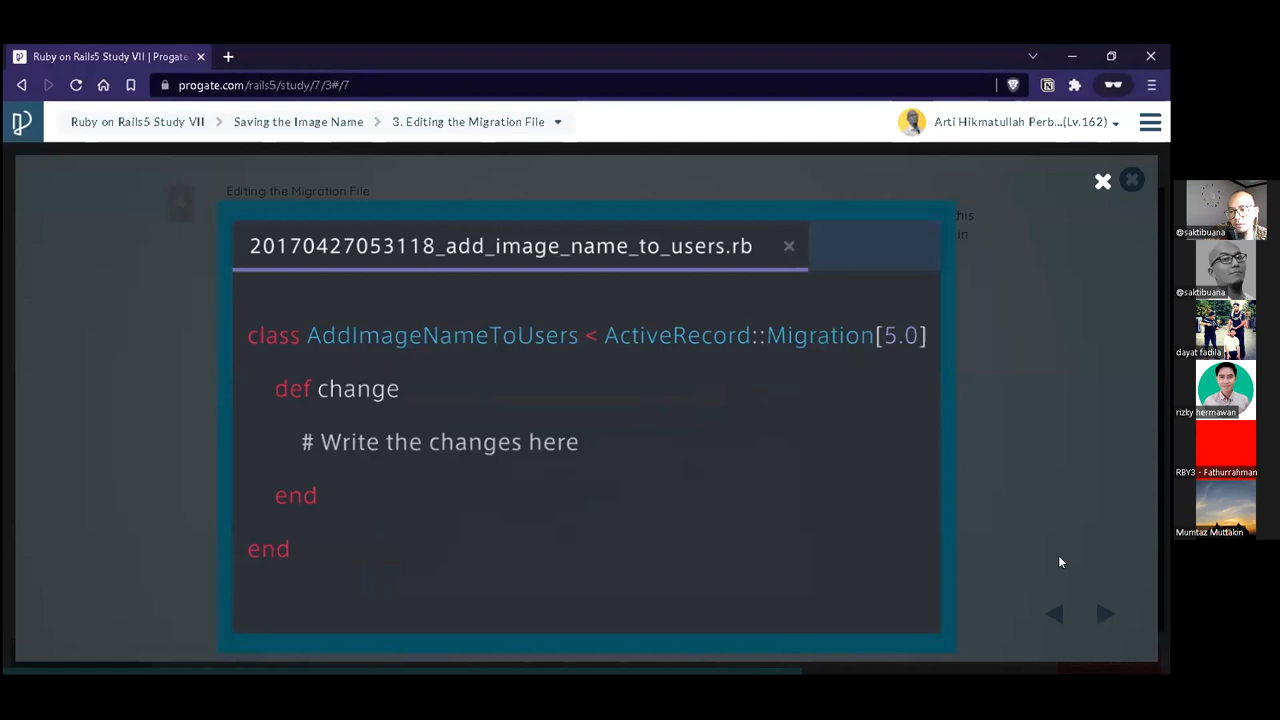 Ruby on Rails5 Study VII | Progate
progate.com/rails5/study/7/3#/7
Ruby on Rails5 Study VII
Saving the Image Name
3. Editing the Migration File
Arti Hikmatullah Perb...(Lv.162)
Editing the Migration File
his
in
20170427053118_add_image_name_to_users.rb
class AddImageNameToUsers < ActiveRecord::Migration[5.0]
def change
# Write the changes here
end
end
@saktibuana
@saktibuana
dayat fadila
rizky hermawan
RBY3 - Fathurrahman
Mumtaz Muttakin